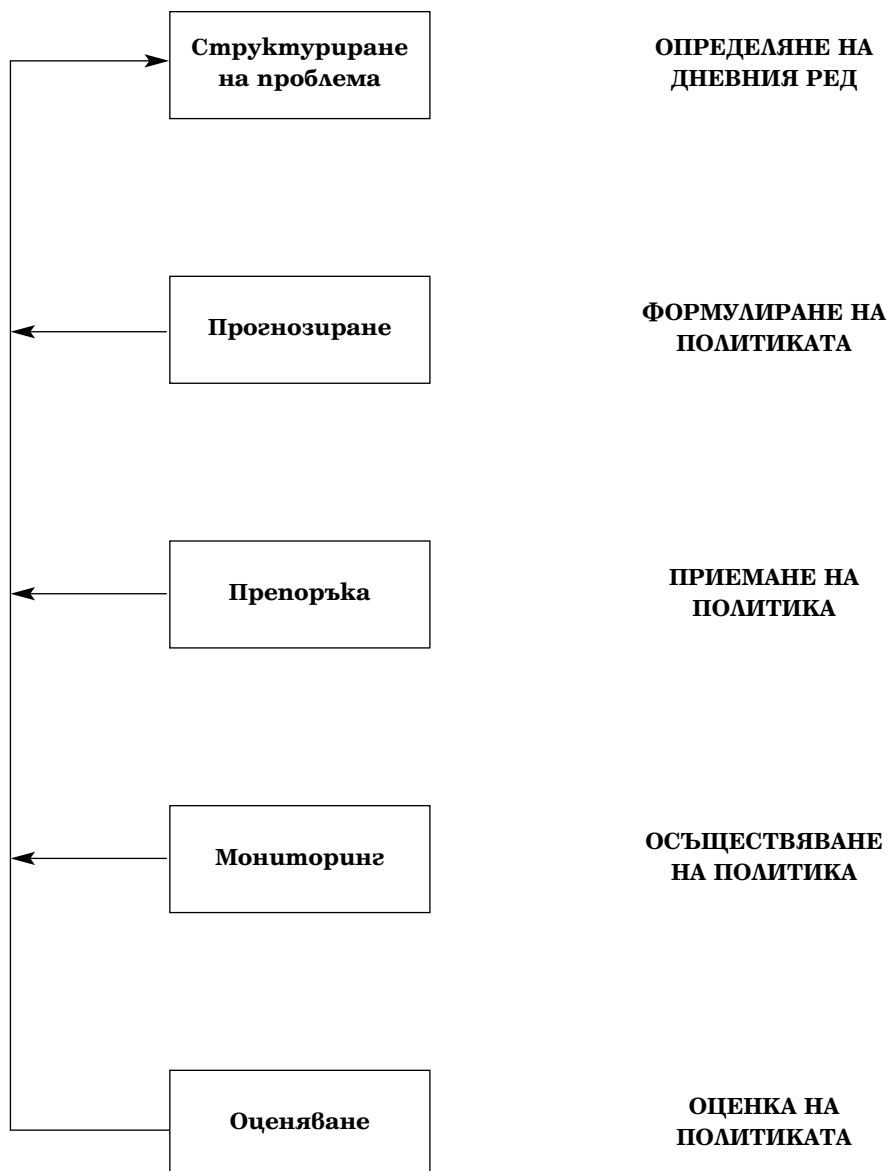 Структуриране
на проблема
ОПРЕДЕЛЯНЕ НА
ДНЕВНИЯ РЕД
Прогнозиране
ФОРМУЛИРАНЕ НА
ПОЛИТИКАТА
Препоръка
ПРИЕМАНЕ НА
ПОЛИТИКА
Мониторинг
ОСЪЩЕСТВЯВАНЕ
НА ПОЛИТИКА
Оценяване
ОЦЕНКА НА
ПОЛИТИКАТА